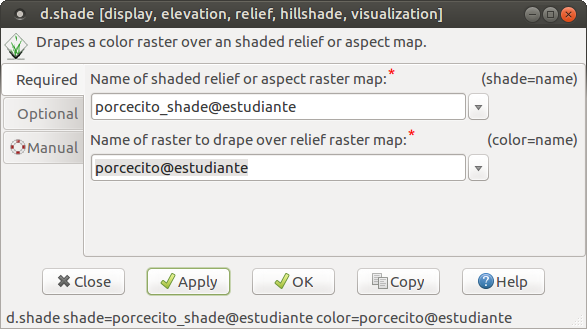 d.shade [display, elevation, relief, hillshade, visualization]
Drapes a color raster over an shaded relief or aspect map.
Required
Name of shaded relief or aspect raster map:* (shade=name)
porcecito_shade@estudiante
Optional
Name of raster to drape over relief raster map:* (color=name)
Manual
porcecito@estudiante
Close Apply OK Copy Help
d.shade shade=porcecito_shade@estudiante color=porcecito@estudiante